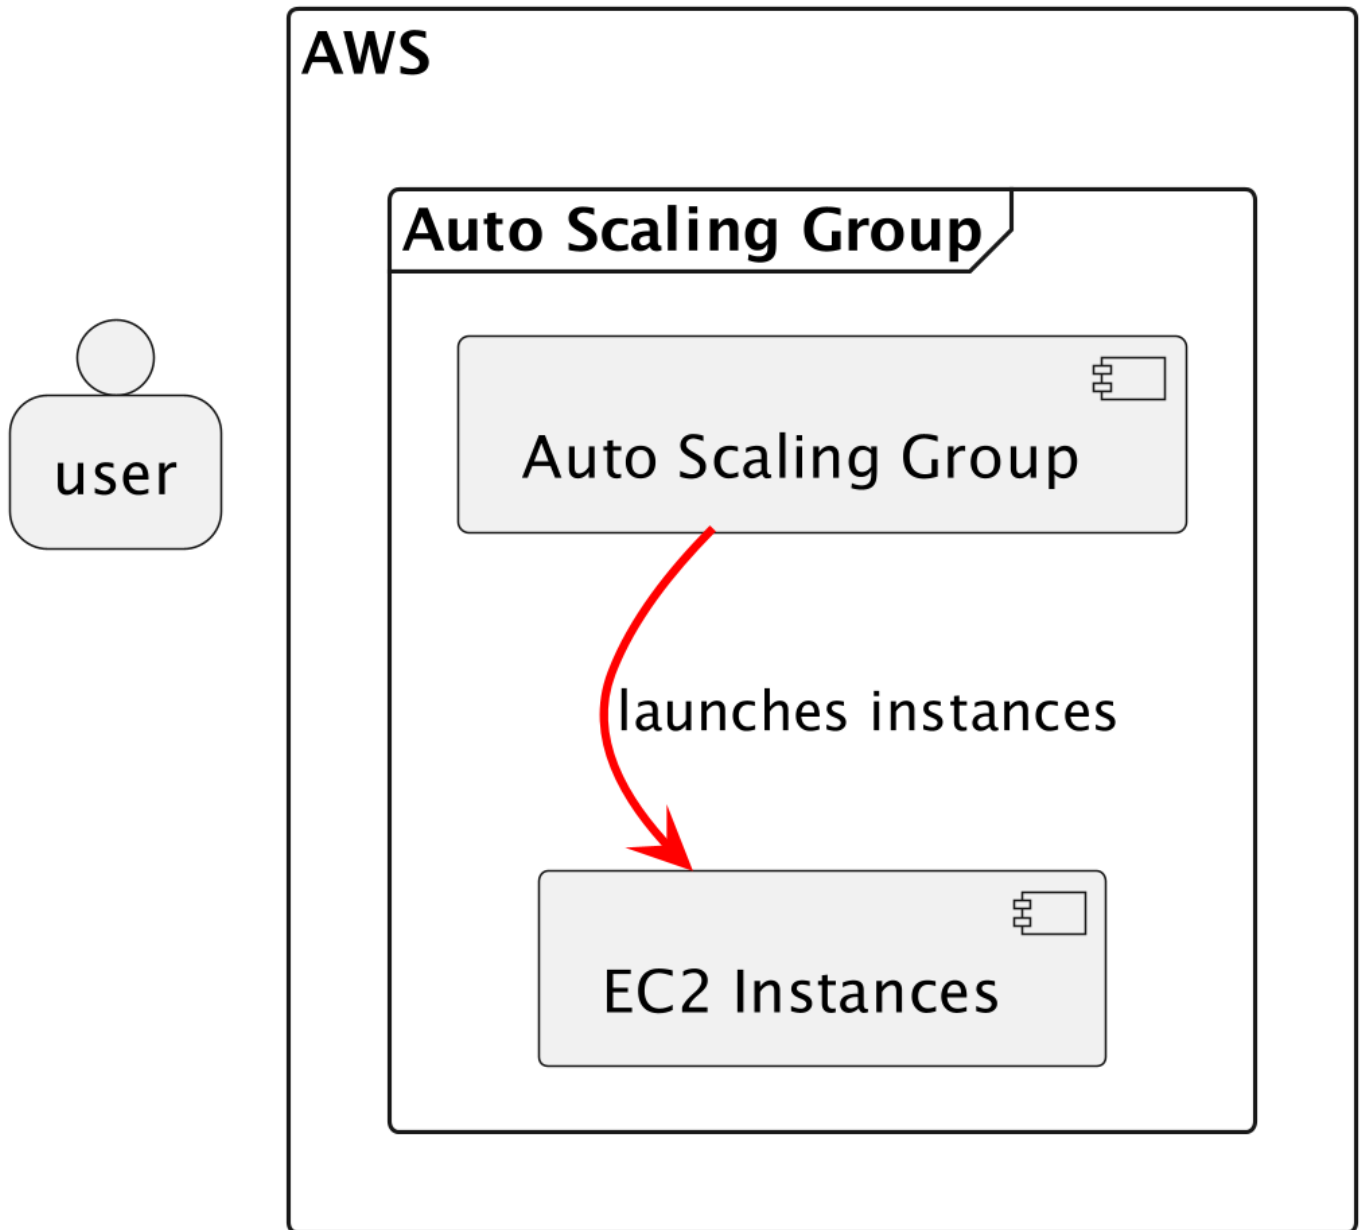 AWS
Auto Scaling Group
Auto Scaling Group
user
launches instances
EC2 Instances